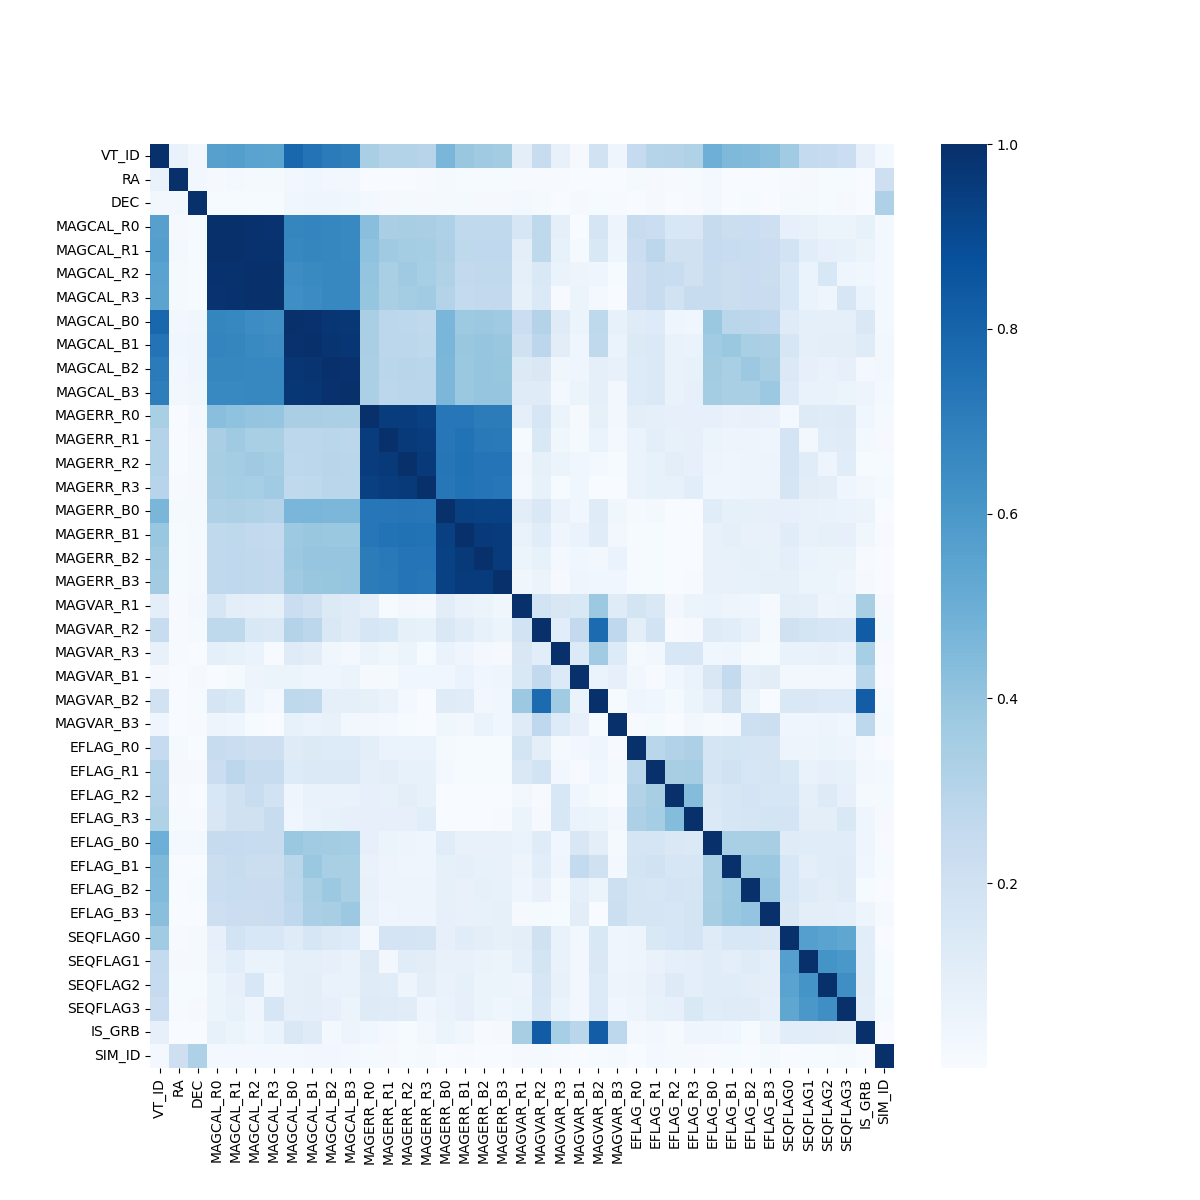 VT_ID
RA
DEC
MAGCAL_R0
MAGCAL_R1
MAGCAL_R2
MAGCAL_R3
MAGCAL_B0
MAGCAL_B1
MAGCAL_B2
MAGCAL_B3
MAGERR_R0
MAGERR_R1
MAGERR_R2
MAGERR_R3
MAGERR_B0
MAGERR_B1
MAGERR_B2
MAGERR_B3
MAGVAR_R1
MAGVAR_R2
MAGVAR_R3
MAGVAR_B1
MAGVAR_B2
MAGVAR_B3
EFLAG_R0
EFLAG_R1
EFLAG_R2
EFLAG_R3
EFLAG_B0
EFLAG_B1
EFLAG_B2
EFLAG_B3
SEQFLAG0
SEQFLAG1
SEQFLAG2
SEQFLAG3
IS_GRB
SIM_ID
VT_ID
RA
DEC
MAGCAL_R0
MAGCAL_R1
MAGCAL_R2
MAGCAL_R3
MAGCAL_B0
MAGCAL_B1
MAGCAL_B2
MAGCAL_B3
MAGERR_R0
MAGERR_R1
MAGERR_R2
MAGERR_R3
MAGERR_B0
MAGERR_B1
MAGERR_B2
MAGERR_B3
MAGVAR_R1
MAGVAR_R2
MAGVAR_R3
MAGVAR_B1
MAGVAR_B2
MAGVAR_B3
EFLAG_R0
EFLAG_R1
EFLAG_R2
EFLAG_R3
EFLAG_B0
EFLAG_B1
EFLAG_B2
EFLAG_B3
SEQFLAG0
SEQFLAG1
SEQFLAG2
SEQFLAG3
IS_GRB
SIM_ID
1.0
0.8
0.6
0.4
0.2